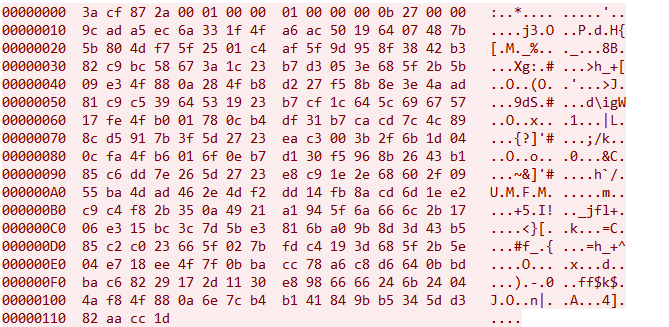 00000000  3a cf 87 2a 00 01 00 00  01 00 00 00 0b 27 00 00   :..*.... .....'..
00000010  9c ad a5 ec 6a 33 1f 4f  a6 ac 50 19 64 07 48 7b   ....j3.O ..P.d.H{
00000020  5b 80 4d f7 5f 25 01 c4  af 5f 9d 95 8f 38 42 b3   [.M._%.. ._...8B.
00000030  82 c9 bc 58 67 3a 1c 23  b7 d3 05 3e 68 5f 2b 5b   ...Xg:.# ...>h_+[
00000040  09 e3 4f 88 0a 28 4f b8  d2 27 f5 8b 8e 3e 4a ad   ..O..(O. .'...>J.
00000050  81 c9 c5 39 64 53 19 23  b7 cf 1c 64 5c 69 67 57   ...9dS.# ...d\igW
00000060  17 fe 4f b0 01 78 0c b4  df 31 b7 ca cd 7c 4c 89   ..O..x.. .1...|L.
00000070  8c d5 91 7b 3f 5d 27 23  ea c3 00 3b 2f 6b 1d 04   ...{?]'# ...;/k..
00000080  0c fa 4f b6 01 6f 0e b7  d1 30 f5 96 8b 26 43 b1   ..O..o.. .0...&C.
00000090  85 c6 dd 7e 26 5d 27 23  e8 c9 1e 2e 68 60 2f 09   ...~&]'# ....h`/.
000000A0  55 ba 4d ad 46 2e 4d f2  dd 14 fb 8a cd 6d 1e e2   U.M.F.M. .....m..
000000B0  c9 c4 f8 2b 35 0a 49 21  a1 94 5f 6a 66 6c 2b 17   ...+5.I! .._jfl+.
000000C0  06 e3 15 bc 3c 7d 5b e3  81 6b a0 9b 8d 3d 43 b5   ....<}[. .k...=C.
000000D0  85 c2 c0 23 66 5f 02 7b  fd c4 19 3d 68 5f 2b 5e   ...#f_.{ ...=h_+^
000000E0  04 e7 18 ee 4f 7f 0b ba  cc 78 a6 c8 d6 64 0b bd   ....O... .x...d..
000000F0  ba c6 82 29 17 2d 11 30  e8 98 66 66 24 6b 24 04   ...).-.0 ..ff$k$.
00000100  4a f8 4f 88 0a 6e 7c b4  b1 41 84 9b b5 34 5d d3   J.O..n|. .A...4].
00000110  82 aa cc 1d                                        ....